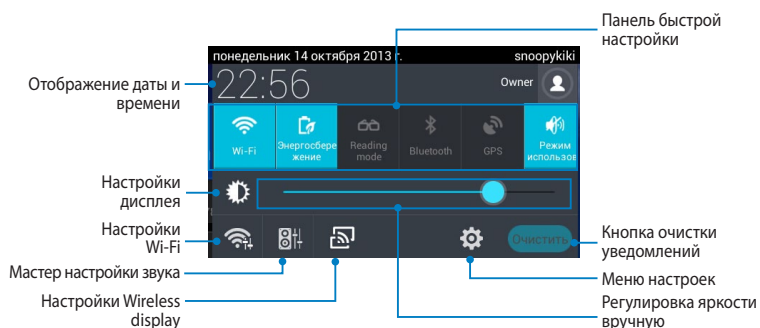 Панель быстрой
настройки
понедельник 14 октября 2013 г.
snoopykiki
22:56
Owner
Отображение даты и
времени
Wi-Fi
Энергосбере
жение
Reading
mode
Bluetooth
GPS
Режим
использов
Настройки
дисплея
Настройки
Wi-Fi
Очистить
Кнопка очистки
уведомлений
Мастер настройки звука
Меню настроек
Настройки Wireless
display
Регулировка яркости
вручную